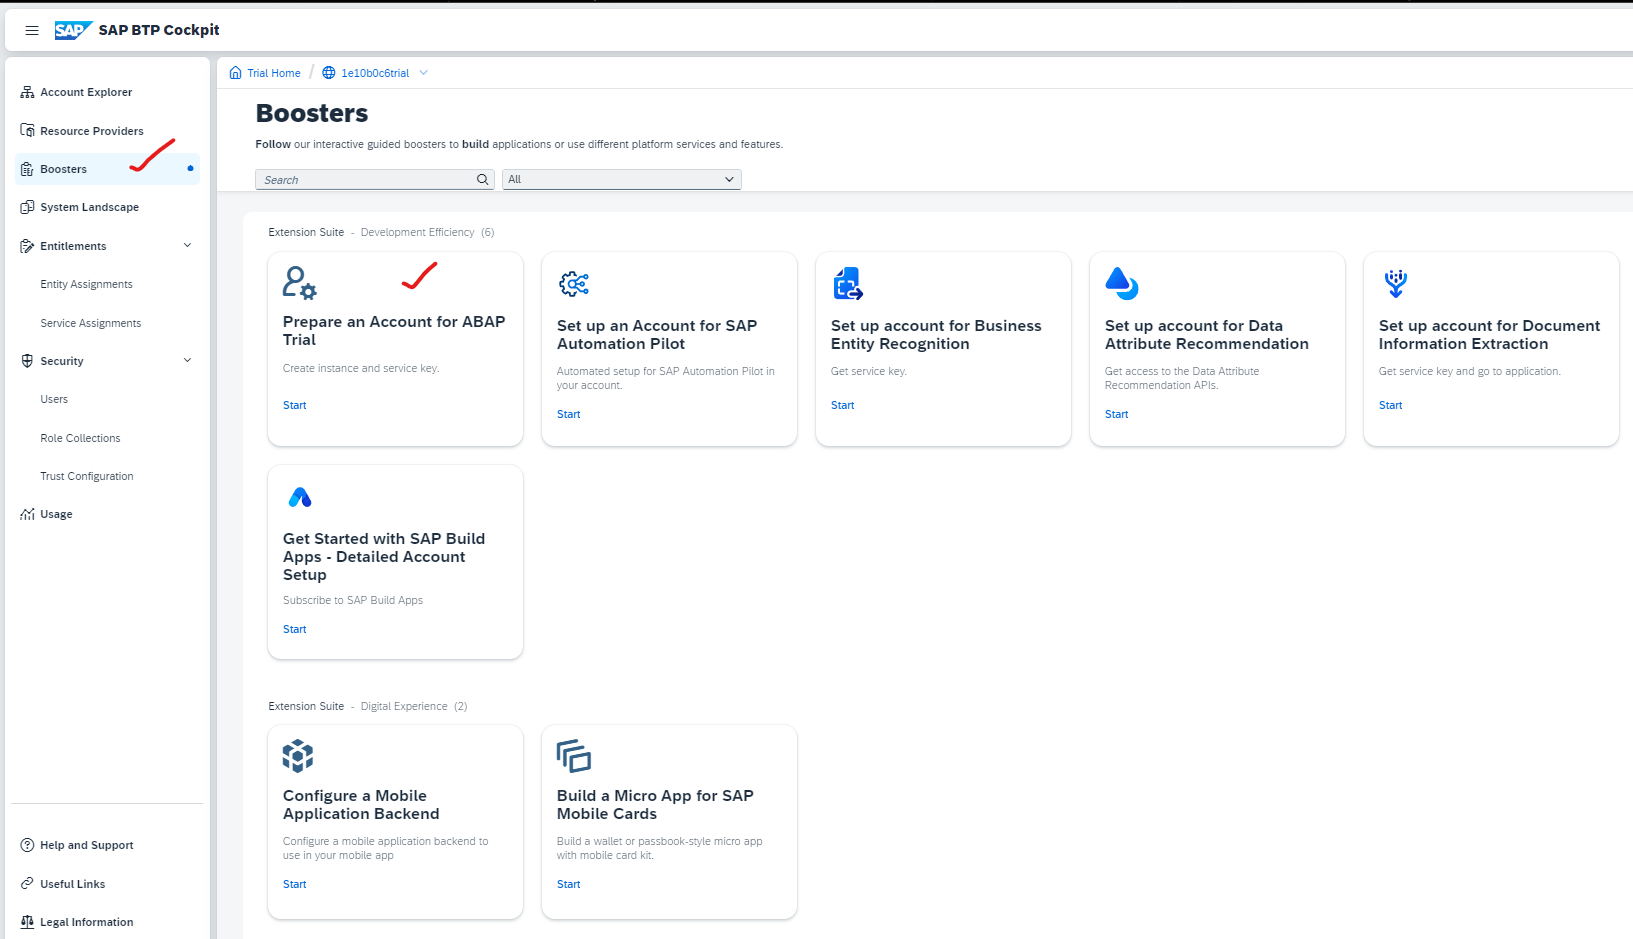 SAP SAP BTP Cockpit
Account Explorer
Resource Providers
Boosters
System Landscape
Entitlements
Entity Assignments
Service Assignments
Security
Users
Role Collections
Trust Configuration
Usage
Help and Support
Useful Links
Legal Information
Trial Home / 1e10b0c6trial
Boosters
Follow our interactive guided boosters to build applications or use different platform services and features.
Search
All
Extension Suite - Development Efficiency (6)
Prepare an Account for ABAP
Trial
Create instance and service key.
Start
Set up an Account for SAP
Automation Pilot
Automated setup for SAP Automation Pilot in
your account.
Start
Set up account for Business
Entity Recognition
Get service key.
Start
Set up account for Data
Attribute Recommendation
Get access to the Data Attribute
Recommendation APIs.
Start
Set up account for Document
Information Extraction
Get service key and go to application.
Start
Get Started with SAP Build
Apps - Detailed Account
Setup
Subscribe to SAP Build Apps
Start
Extension Suite - Digital Experience (2)
Configure a Mobile
Application Backend
Configure a mobile application backend to
use in your mobile app
Start
Build a Micro App for SAP
Mobile Cards
Build a wallet or passbook-style micro app
with mobile card kit.
Start